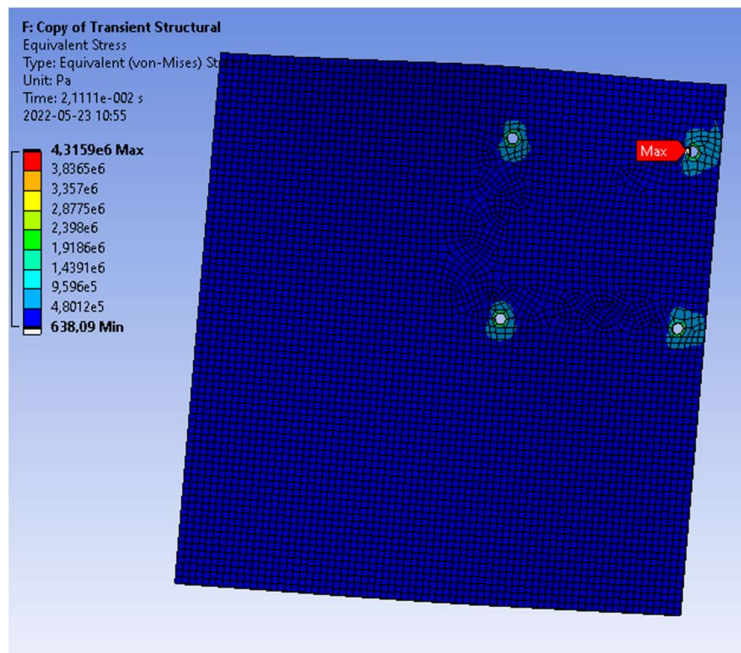 F: Copy of Transient Structural
Equivalent Stress
Type: Equivalent (von-Mises) St
Unit: Pa
Time: 2,1111e-002 s
2022-05-23 10:55
4,3159e6 Max
3,8365e6
3,357e6
2,8775e6
2,398e6
1,9186e6
1,4391e6
9,596e5
4,8012e5
638,09 Min
Max